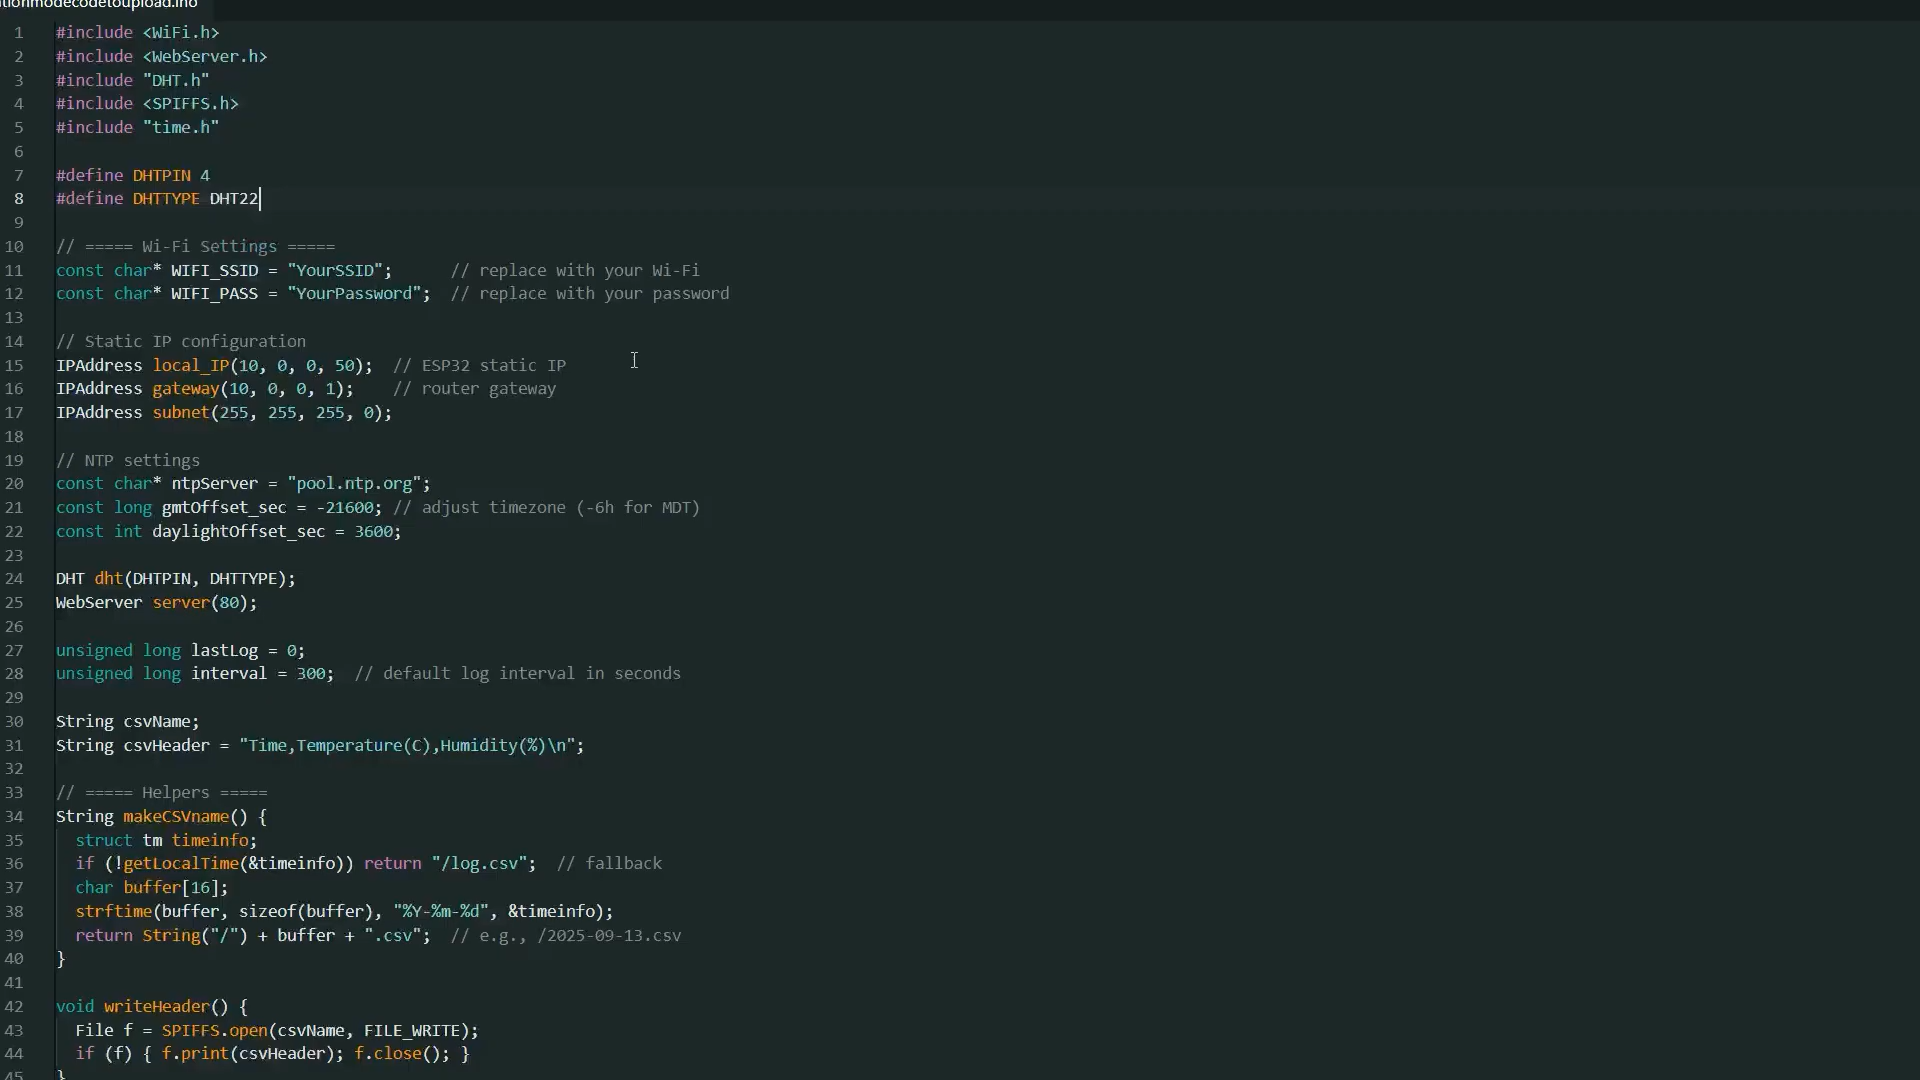 tionmodecodetoupload.ino
1 #include <WiFi.h>
2 #include <WebServer.h>
3 #include "DHT.h"
4 #include <SPIFFS.h>
5 #include "time.h"
6
7 #define DHTPIN 4
8 #define DHTTYPE DHT22
9
10 // ===== Wi-Fi Settings =====
11 const char* WIFI_SSID = "YourSSID";      // replace with your Wi-Fi
12 const char* WIFI_PASS = "YourPassword";  // replace with your password
13
14 // Static IP configuration
15 IPAddress local_IP(10, 0, 0, 50);  // ESP32 static IP
16 IPAddress gateway(10, 0, 0, 1);    // router gateway
17 IPAddress subnet(255, 255, 255, 0);
18
19 // NTP settings
20 const char* ntpServer = "pool.ntp.org";
21 const long gmtOffset_sec = -21600; // adjust timezone (-6h for MDT)
22 const int daylightOffset_sec = 3600;
23
24 DHT dht(DHTPIN, DHTTYPE);
25 WebServer server(80);
26
27 unsigned long lastLog = 0;
28 unsigned long interval = 300;  // default log interval in seconds
29
30 String csvName;
31 String csvHeader = "Time,Temperature(C),Humidity(%)\n";
32
33 // ===== Helpers =====
34 String makeCSVname() {
35   struct tm timeinfo;
36   if (!getLocalTime(&timeinfo)) return "/log.csv";  // fallback
37   char buffer[16];
38   strftime(buffer, sizeof(buffer), "%Y-%m-%d", &timeinfo);
39   return String("/") + buffer + ".csv";  // e.g., /2025-09-13.csv
40 }
41
42 void writeHeader() {
43   File f = SPIFFS.open(csvName, FILE_WRITE);
44   if (f) { f.print(csvHeader); f.close(); }
45 }